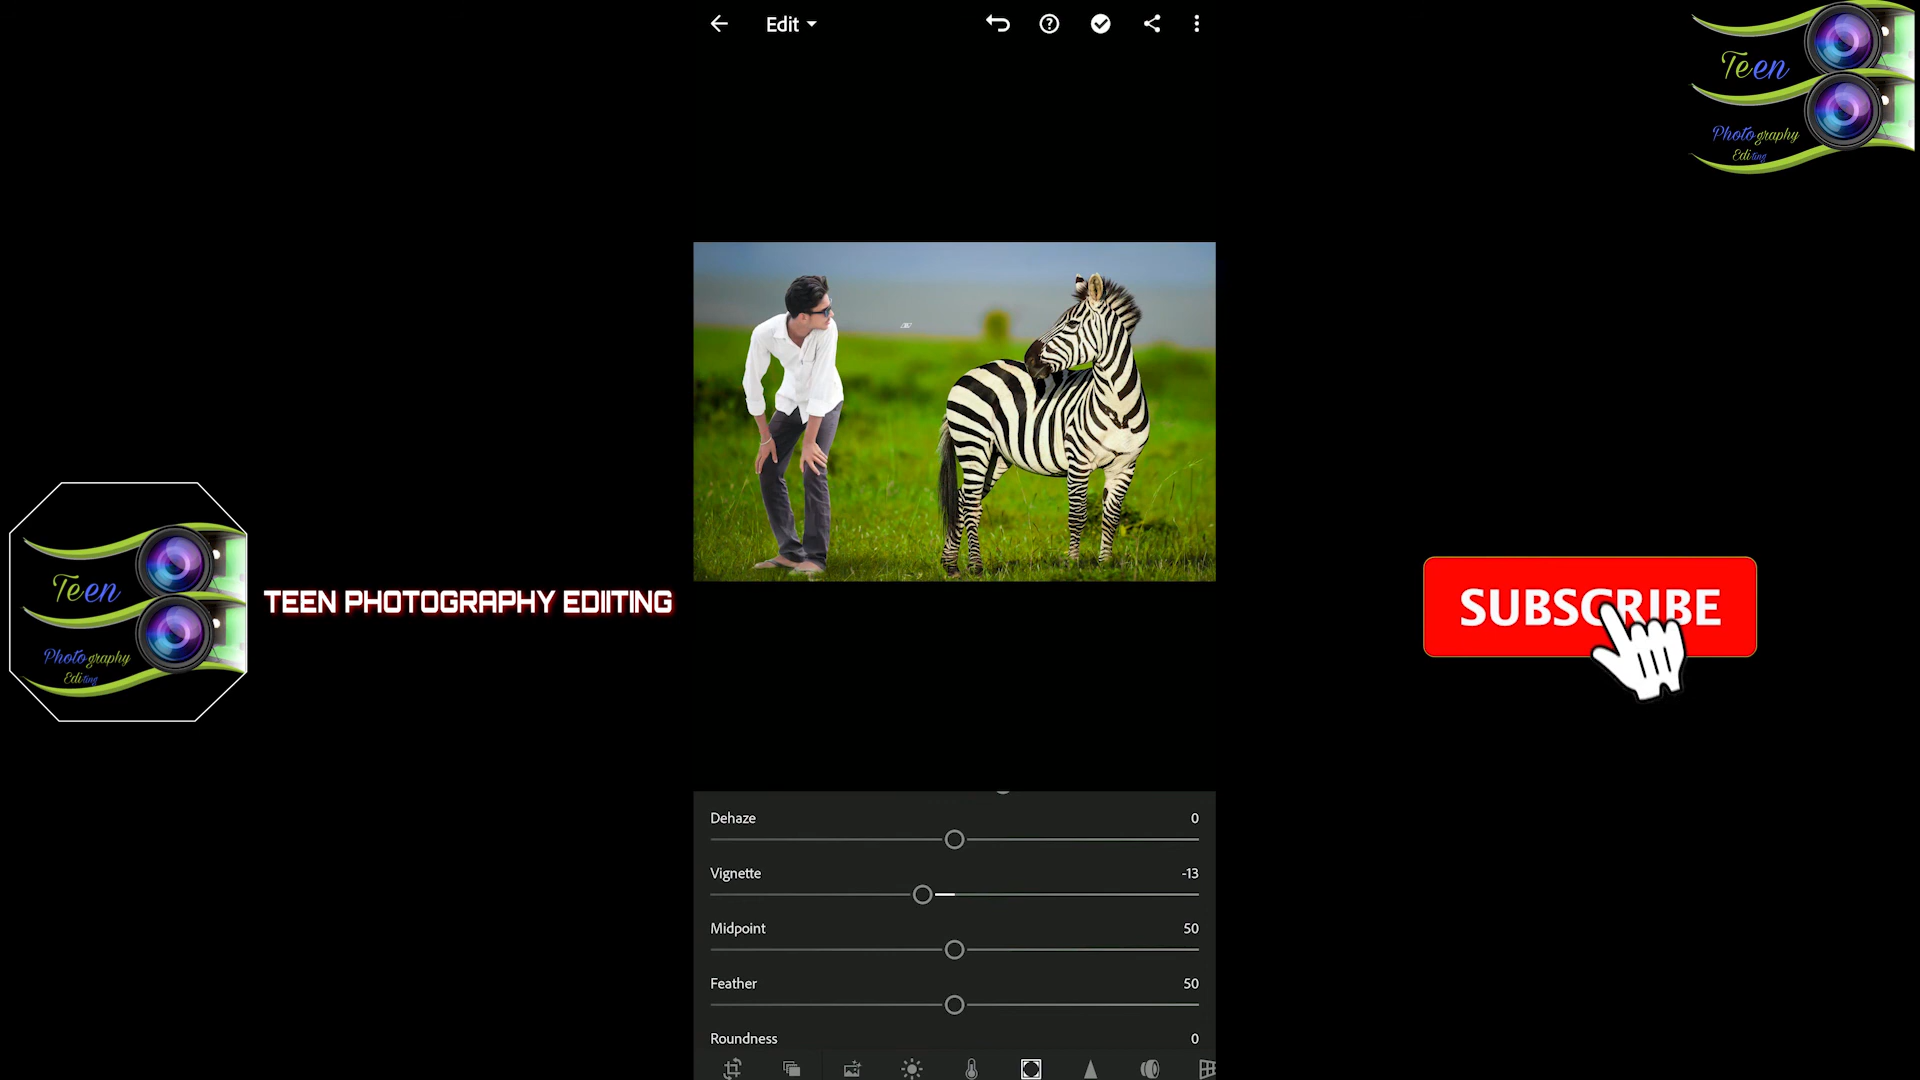 Edit
Teen
Photography
Editing
Teen
Photography
Editing
TEEN PHOTOGRAPHY EDIITING
SUBSCRIBE
Dehaze 0
Vignette -13
Midpoint 50
Feather 50
Roundness 0